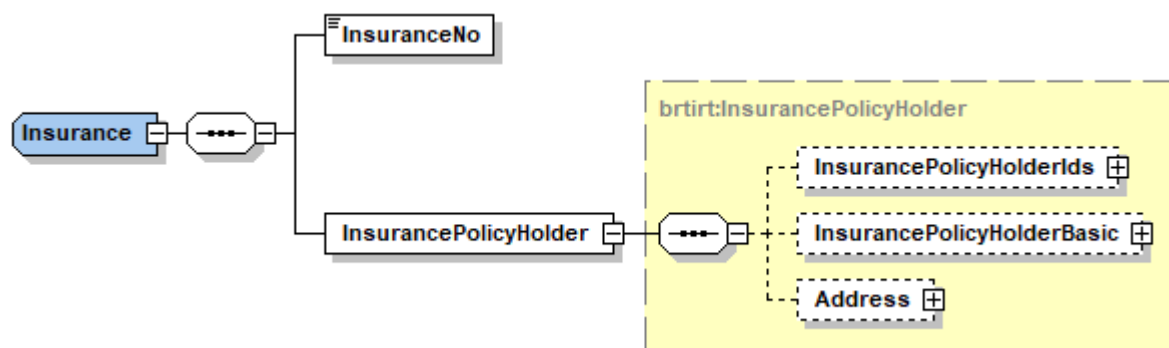 InsuranceNo
brtirt:InsurancePolicyHolder
Insurance
InsurancePolicyHolderIds
InsurancePolicyHolder
InsurancePolicyHolderBasic
Address